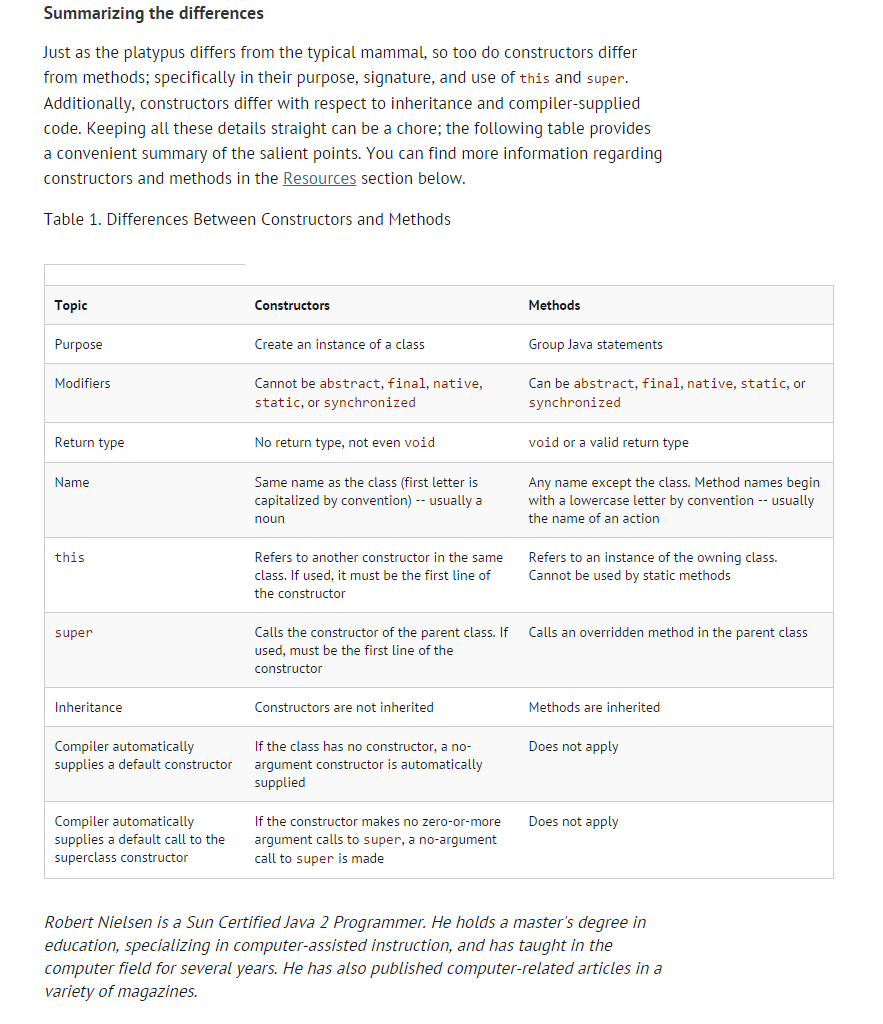 Summarizing the differences
Just as the platypus differs from the typical mammal, so too do constructors differ
from methods; specifically in their purpose, signature, and use of this and super.
Additionally, constructors differ with respect to inheritance and compiler-supplied
code. Keeping all these details straight can be a chore; the following table provides
a convenient summary of the salient points. You can find more information regarding
constructors and methods in the Resources section below.
Table 1. Differences Between Constructors and Methods
Topic Constructors Methods
Purpose Create an instance of a class Group Java statements
Modifiers Cannot be abstract, final, native, Can be abstract, final, native, static, or
static, or synchronized synchronized
Return type No return type, not even void void or a valid return type
Name Same name as the class (first letter is Any name except the class. Method names begin
capitalized by convention) -- usually a with a lowercase letter by convention -- usually
noun the name of an action
this Refers to another constructor in the same Refers to an instance of the owning class.
class. If used, it must be the first line of Cannot be used by static methods
the constructor
super Calls the constructor of the parent class. If Calls an overridden method in the parent class
used, must be the first line of the
constructor
Inheritance Constructors are not inherited Methods are inherited
Compiler automatically If the class has no constructor, a no- Does not apply
supplies a default constructor argument constructor is automatically
supplied
Compiler automatically If the constructor makes no zero-or-more Does not apply
supplies a default call to the argument calls to super, a no-argument
superclass constructor call to super is made
Robert Nielsen is a Sun Certified Java 2 Programmer. He holds a master's degree in
education, specializing in computer-assisted instruction, and has taught in the
computer field for several years. He has also published computer-related articles in a
variety of magazines.